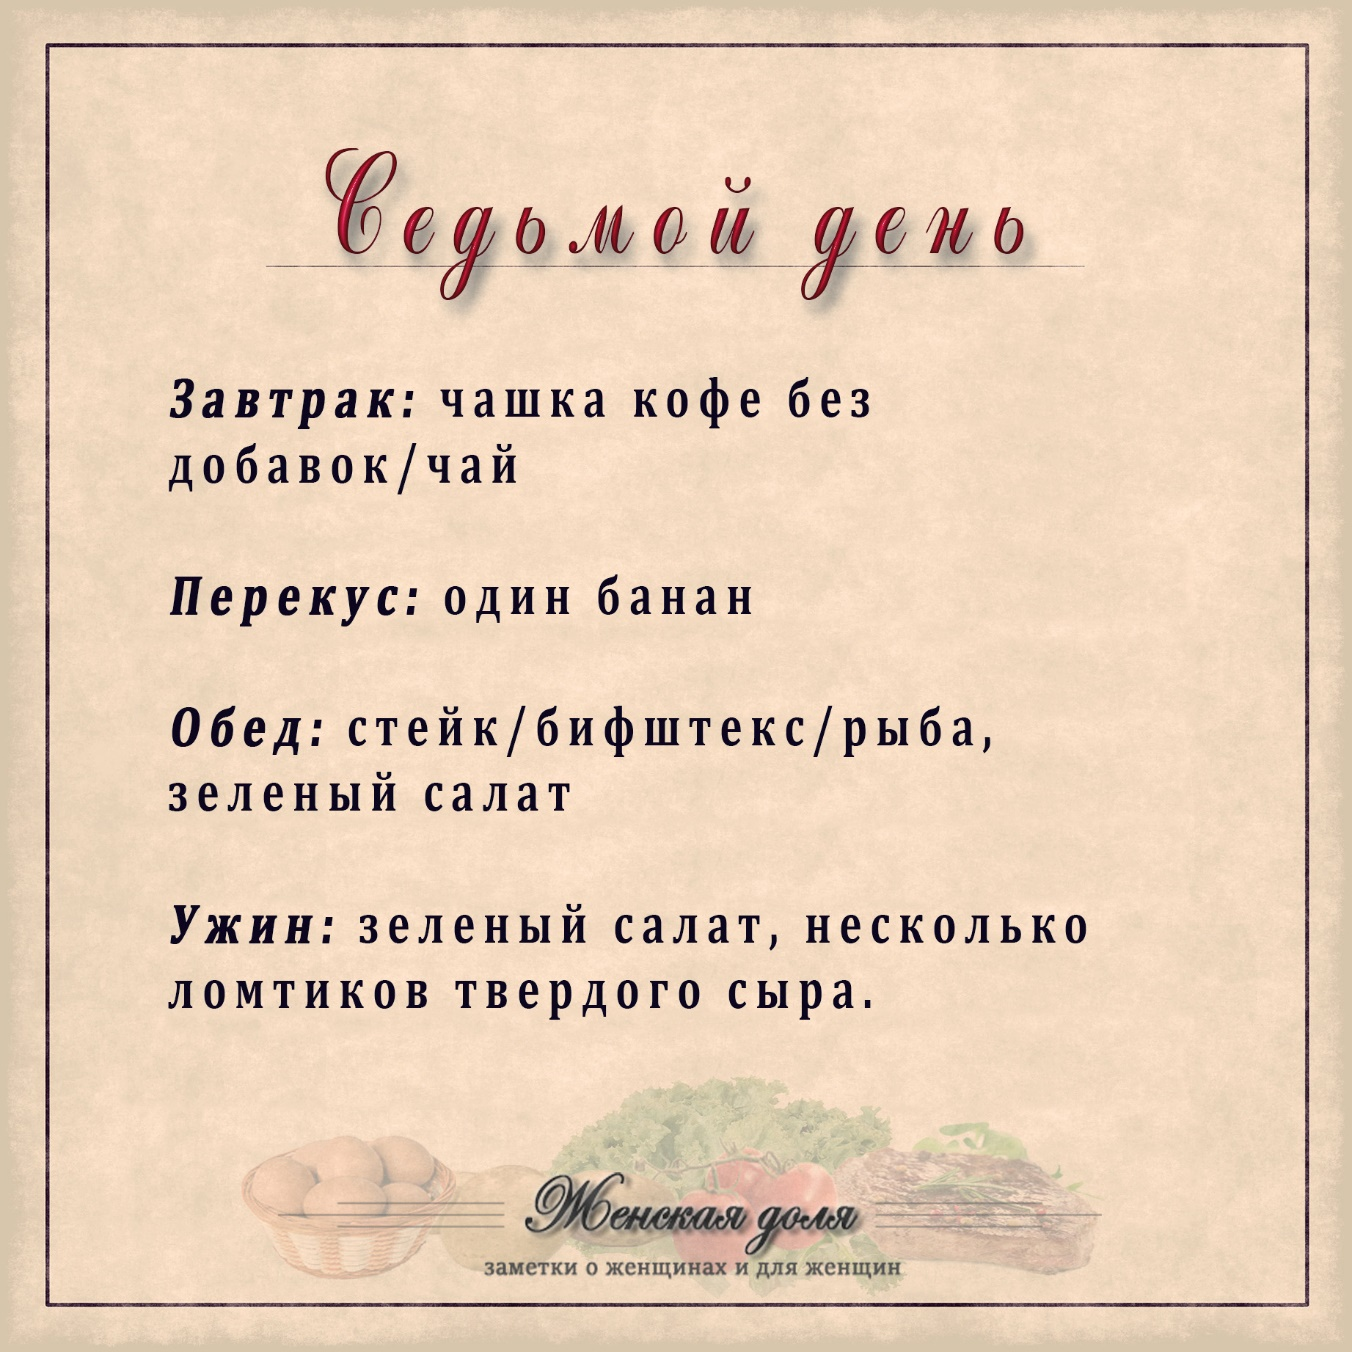 Седьмой день
Завтрак: чашка кофе без
добавок/чай
Перекус: один банан
Обед: стейк/бифштекс/рыба,
зеленый салат
Ужин: зеленый салат, несколько
ломтиков твердого сыра.
Женская доля
заметки о женщинах и для женщин